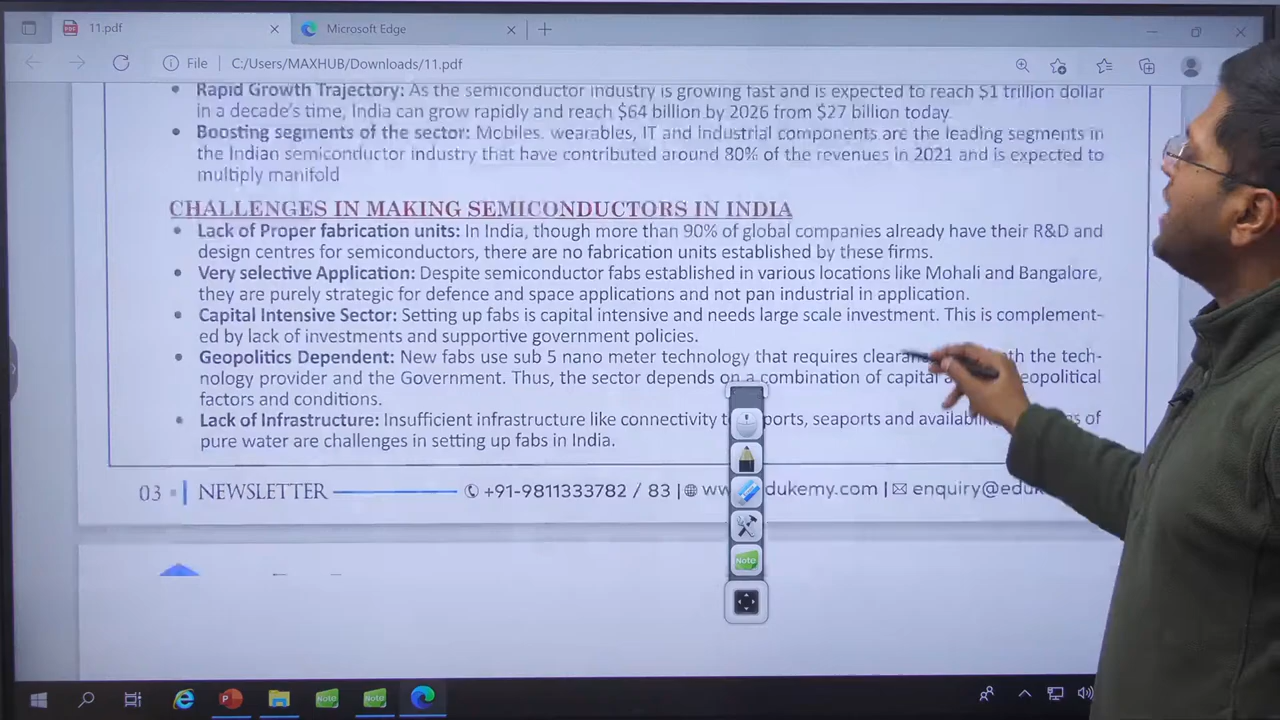 11.pdf
Microsoft Edge
File C:/Users/MAXHUB/Downloads/11.pdf
• Rapid Growth Trajectory: As the semiconductor industry is growing fast and is expected to reach $1 trillion dollar
in a decade's time, India can grow rapidly and reach $64 billion by 2026 from $27 billion today.
• Boosting segments of the sector: Mobiles. wearables, IT and industrial components are the leading segments in
the Indian semiconductor industry that have contributed around 80% of the revenues in 2021 and is expected to
multiply manifold
CHALLENGES IN MAKING SEMICONDUCTORS IN INDIA
• Lack of Proper fabrication units: In India, though more than 90% of global companies already have their R&D and
design centres for semiconductors, there are no fabrication units established by these firms.
• Very selective Application: Despite semiconductor fabs established in various locations like Mohali and Bangalore,
they are purely strategic for defence and space applications and not pan industrial in application.
• Capital Intensive Sector: Setting up fabs is capital intensive and needs large scale investment. This is complement-
ed by lack of investments and supportive government policies.
• Geopolitics Dependent: New fabs use sub 5 nano meter technology that requires the tech-
nology provider and the Government. Thus, the sector depends on a combination of capital
factors and conditions.
• Lack of Infrastructure: Insufficient infrastructure like connectivity seaports and of
pure water are challenges in setting up fabs in India.
03 NEWSLETTER +91-9811333782 / 83 |
Note